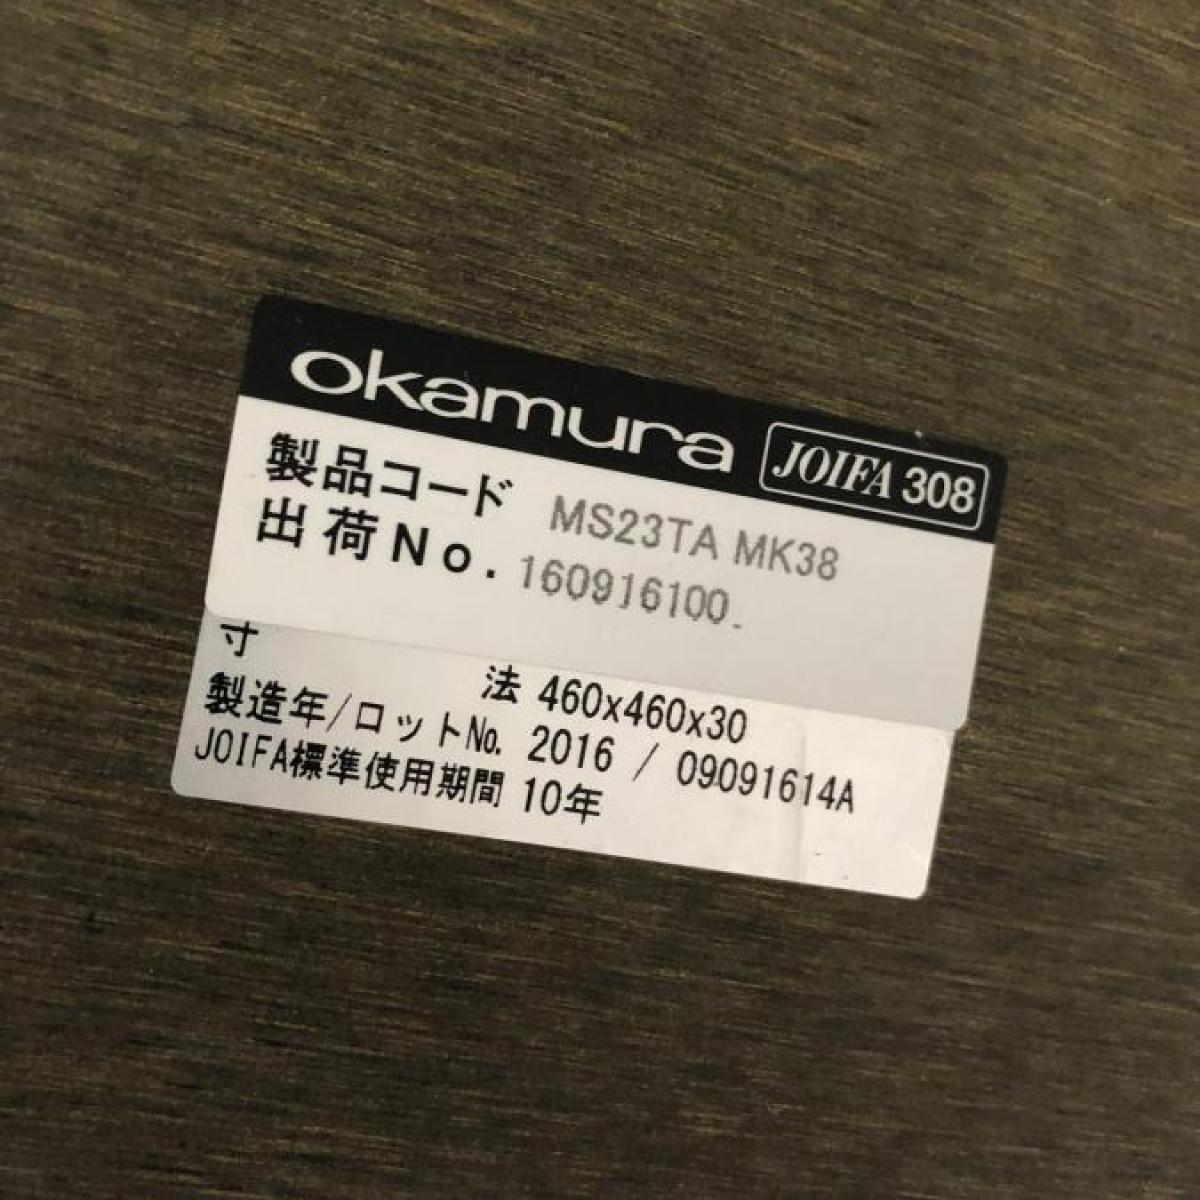 okamura JOIFA 308
製品コード MS23TA MK38
出荷No. 160916100.
寸 法 460x460x30
製造年/ロット№. 2016 / 09091614A
JOIFA標準使用期間 10年